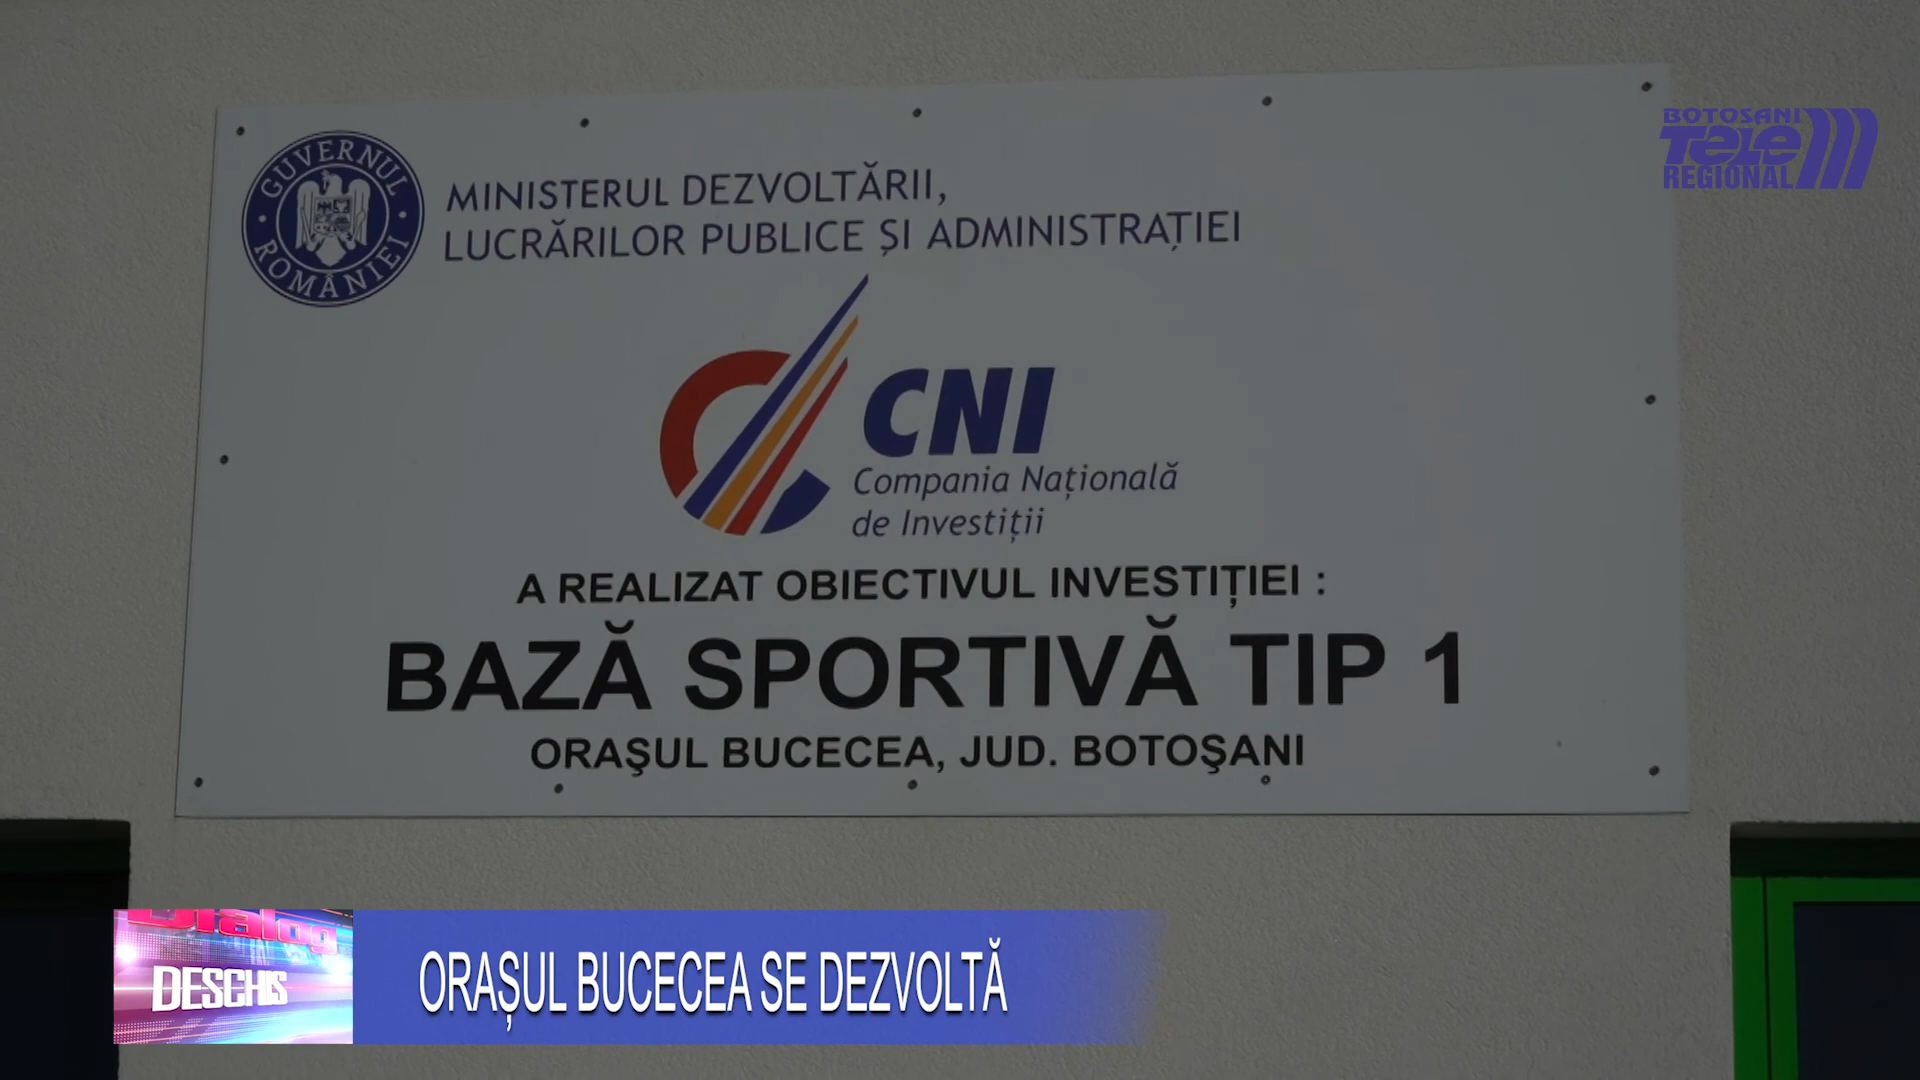 BOTOSANI
TELE M
REGIONAL
GUVERNUL
ROMÂNIEI
MINISTERUL DEZVOLTĂRII,
LUCRĂRILOR PUBLICE ȘI ADMINISTRAȚIEI
CNI
Compania Națională
de Investiții
A REALIZAT OBIECTIVUL INVESTIȚIEI :
BAZĂ SPORTIVĂ TIP 1
ORAŞUL BUCECEA, JUD. BOTOŞANI
Dialog
DESCHIS
ORAȘUL BUCECEA SE DEZVOLTĂ